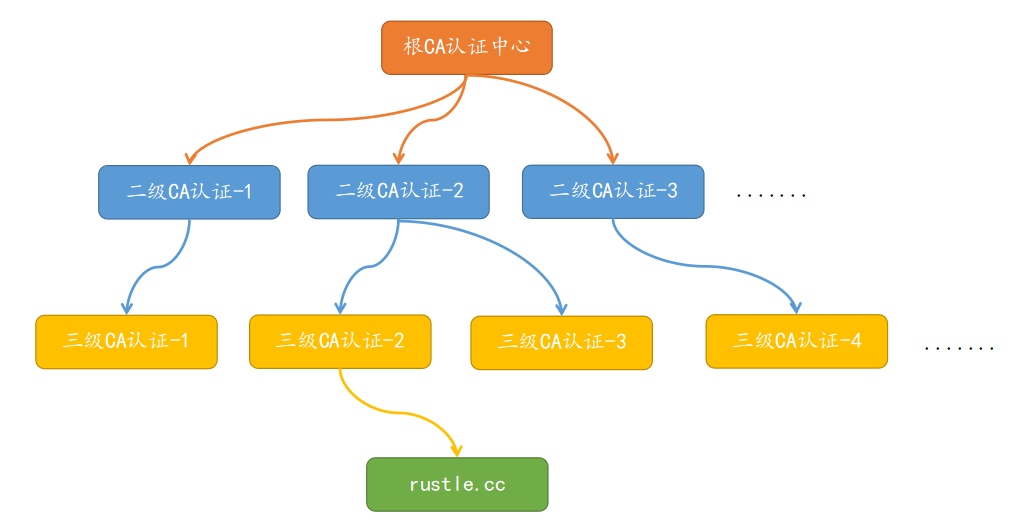 根CA认证中心
二级CA认证-1
二级CA认证-2
二级CA认证-3
.......
三级CA认证-1
三级CA认证-2
三级CA认证-3
三级CA认证-4
.......
rustle.cc